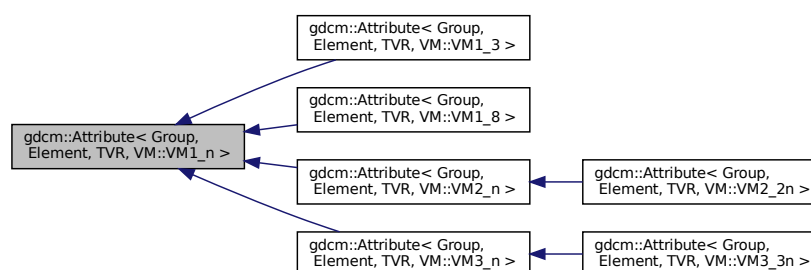 gdcm::Attribute< Group,
Element, TVR, VM::VM1_3 >
gdcm::Attribute< Group,
Element, TVR, VM::VM1_8 >
gdcm::Attribute< Group,
Element, TVR, VM::VM1_n >
gdcm::Attribute< Group,
Element, TVR, VM::VM2_n >
gdcm::Attribute< Group,
Element, TVR, VM::VM2_2n >
gdcm::Attribute< Group,
Element, TVR, VM::VM3_n >
gdcm::Attribute< Group,
Element, TVR, VM::VM3_3n >